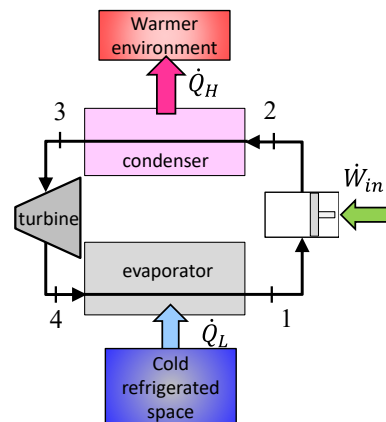 Warmer
environment
Q̇_H
3
2
condenser
turbine
Ẇ_in
evaporator
4
1
Q̇_L
Cold
refrigerated
space